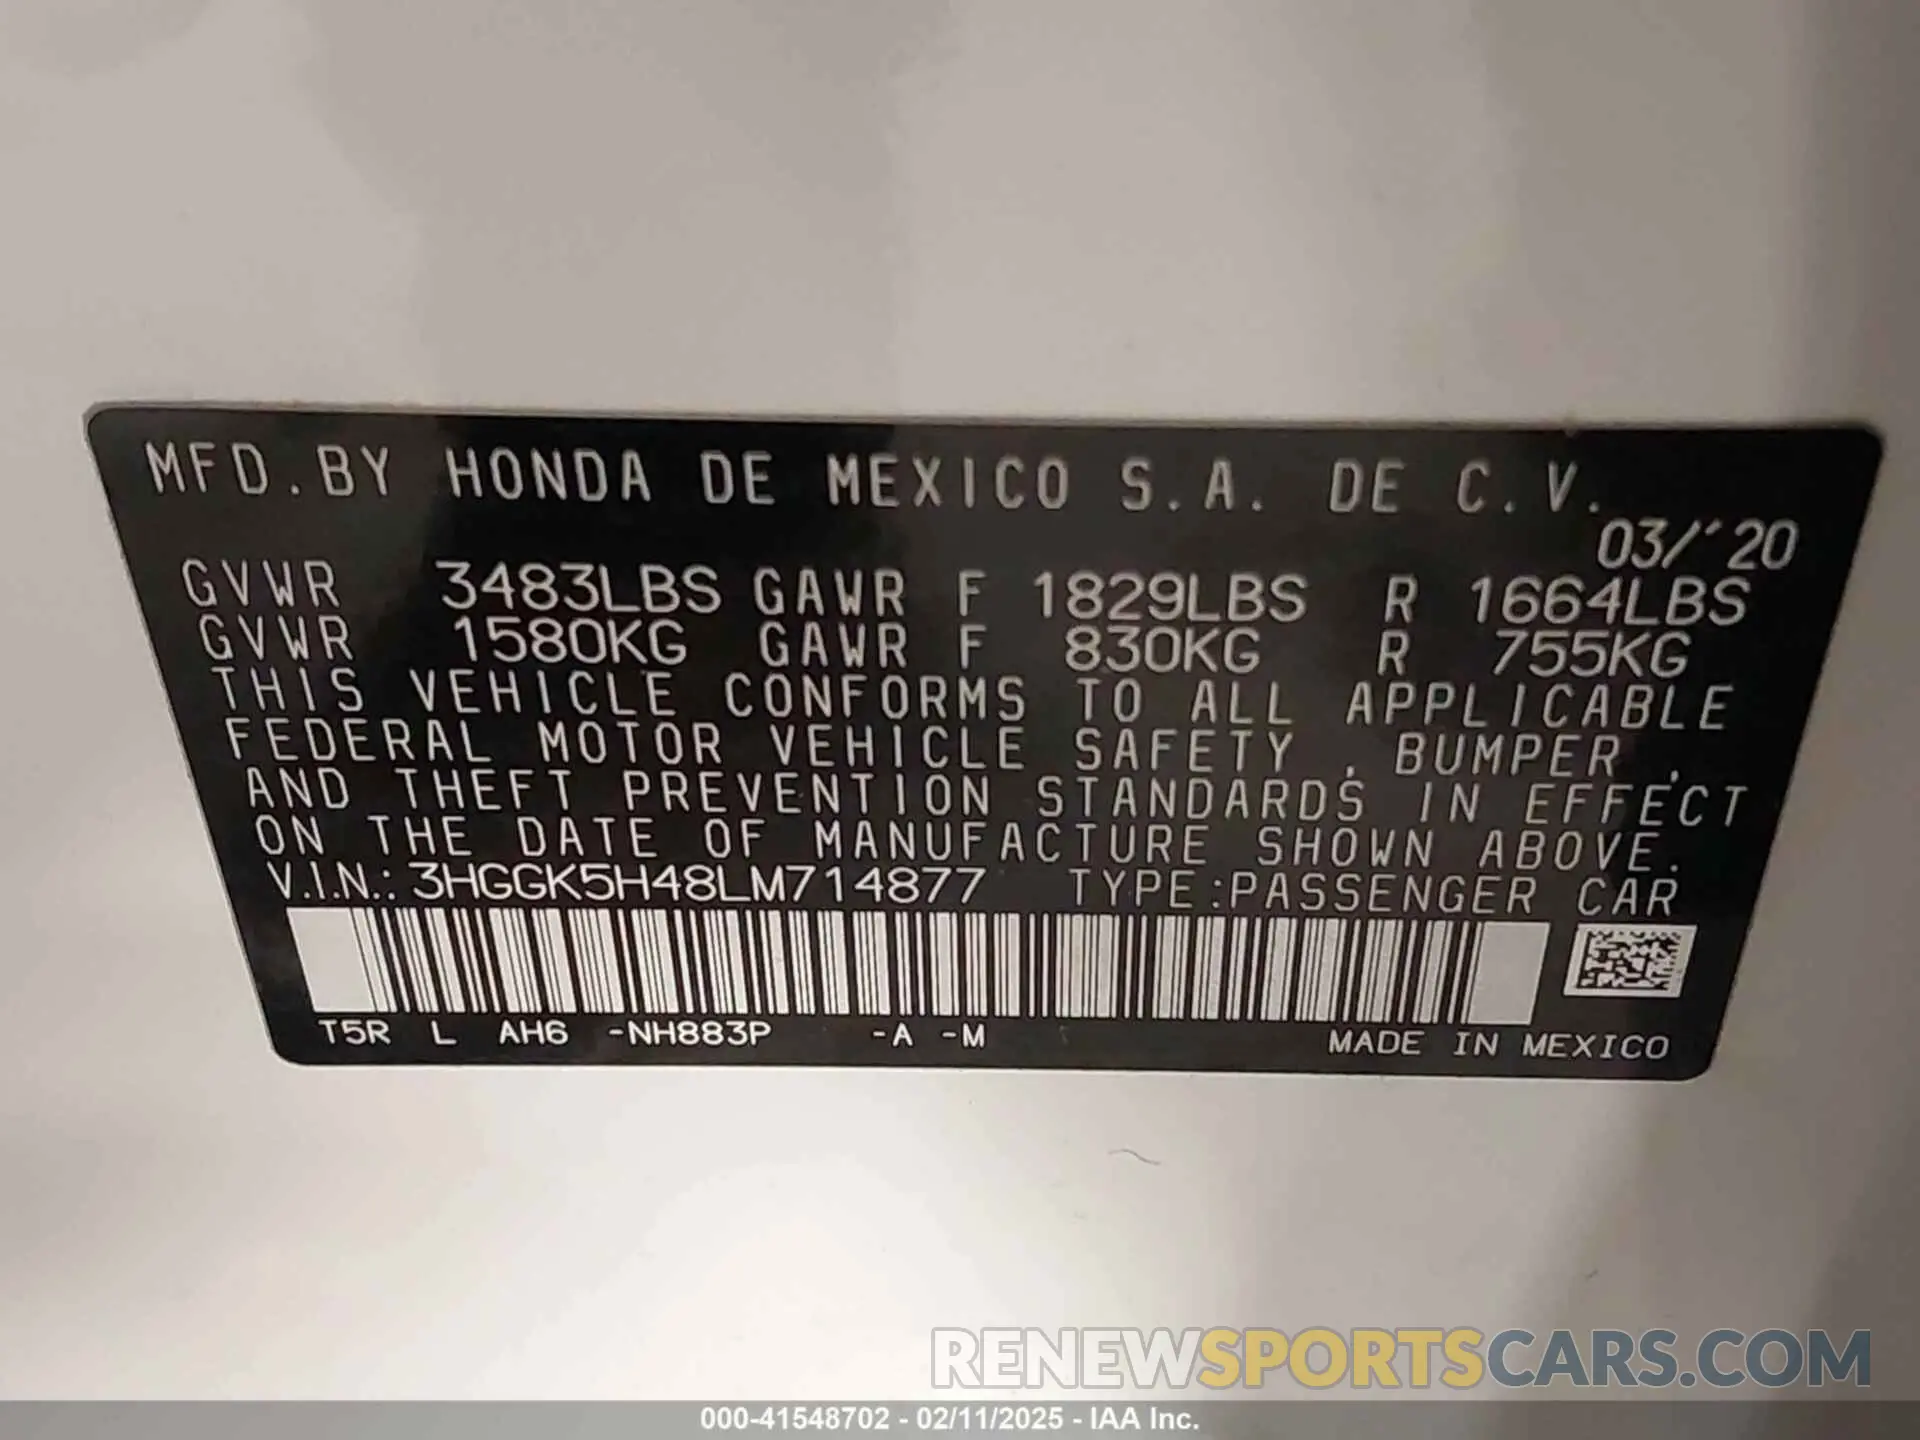 MFD.BY HONDA DE MEXICO S.A. DE C.V.
03/'20
GVWR 3483LBS GAWR F 1829LBS R 1664LBS
GVWR 1580KG GAWR F 830KG R 755KG
THIS VEHICLE CONFORMS TO ALL APPLICABLE
FEDERAL MOTOR VEHICLE SAFETY, BUMPER,
AND THEFT PREVENTION STANDARDS IN EFFECT
ON THE DATE OF MANUFACTURE SHOWN ABOVE.
V.I.N.: 3HGGK5H48LM714877 TYPE:PASSENGER CAR
T5R L AH6 -NH883P -A -M MADE IN MEXICO
RENEWSPORTSCARS.COM
000-41548702 - 02/11/2025 - IAA Inc.